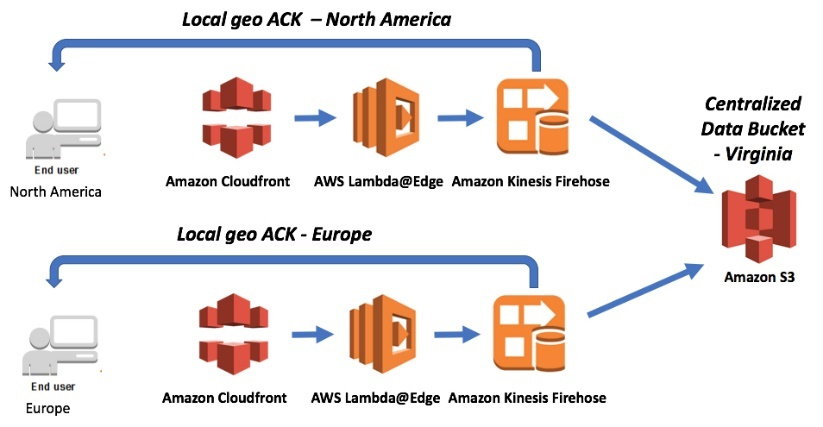 Local geo ACK – North America
Centralized
Data Bucket
- Virginia
End user
North America
Amazon Cloudfront
AWS Lambda@Edge
Amazon Kinesis Firehose
Amazon S3
Local geo ACK - Europe
End user
Europe
Amazon Cloudfront
AWS Lambda@Edge
Amazon Kinesis Firehose